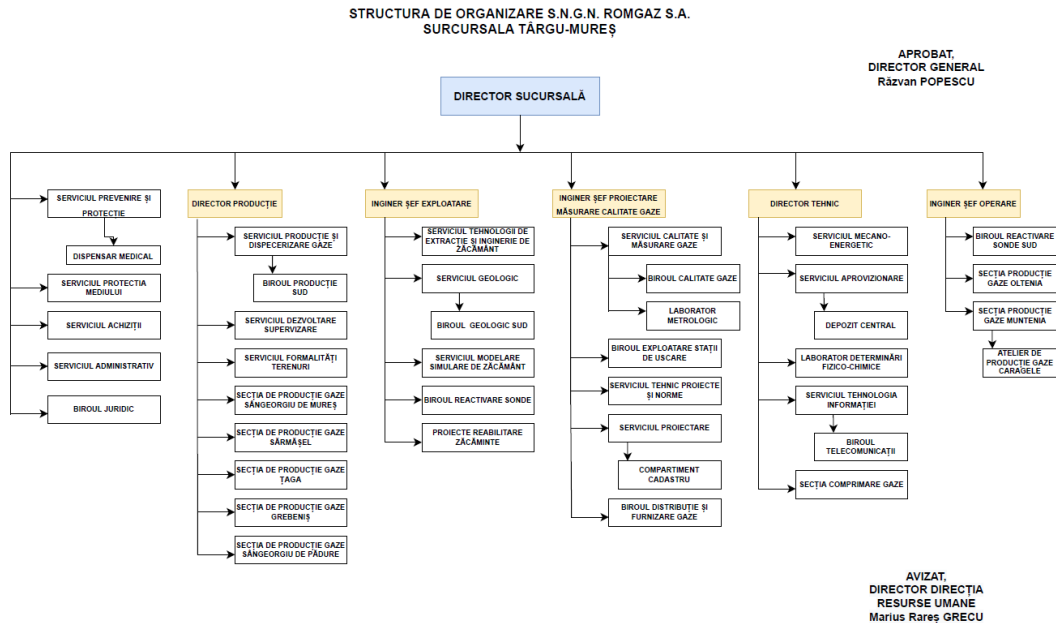 STRUCTURA DE ORGANIZARE S.N.G.N. ROMGAZ S.A.
SURCURSALA TÂRGU-MUREȘ
APROBAT,
DIRECTOR GENERAL
Răzvan POPESCU
DIRECTOR SUCURSALĂ
SERVICIUL PREVENIRE ȘI
PROTECȚIE
DISPENSAR MEDICAL
SERVICIUL PROTECTIA
MEDIULUI
SERVICIUL ACHIZIȚII
SERVICIUL ADMINISTRATIV
BIROUL JURIDIC
DIRECTOR PRODUCȚIE
SERVICIUL PRODUCȚIE ȘI
DISPECERIZARE GAZE
BIROUL PRODUCȚIE
SUD
SERVICIUL DEZVOLTARE
SUPERVIZARE
SERVICIUL FORMALITĂȚI
TERENURI
SECȚIA DE PRODUCȚIE GAZE
SÂNGEORGIU DE MUREȘ
SECȚIA DE PRODUCȚIE GAZE
SĂRMĂȘEL
SECȚIA DE PRODUCȚIE GAZE
ȚAGA
SECȚIA DE PRODUCȚIE GAZE
GREBENIȘ
SECȚIA DE PRODUCȚIE GAZE
SÂNGEORGIU DE PĂDURE
INGINER ȘEF EXPLOATARE
SERVICIUL TEHNOLOGII DE
EXTRACȚIE ȘI INGINERIE DE
ZĂCĂMÂNT
SERVICIUL GEOLOGIC
BIROUL GEOLOGIC SUD
SERVICIUL MODELARE
SIMULARE DE ZĂCĂMÂNT
BIROUL REACTIVARE SONDE
PROIECTE REABILITARE
ZĂCĂMINTE
INGINER ȘEF PROIECTARE
MĂSURARE CALITATE GAZE
SERVICIUL CALITATE ȘI
MĂSURARE GAZE
BIROUL CALITATE GAZE
LABORATOR
METROLOGIC
BIROUL EXPLOATARE STAȚII
DE USCARE
SERVICIUL TEHNIC PROIECTE
ȘI NORME
SERVICIUL PROIECTARE
COMPARTIMENT
CADASTRU
BIROUL DISTRIBUȚIE ȘI
FURNIZARE GAZE
DIRECTOR TEHNIC
SERVICIUL MECANO-
ENERGETIC
SERVICIUL APROVIZIONARE
DEPOZIT CENTRAL
LABORATOR DETERMINĂRI
FIZICO-CHIMICE
SERVICIUL TEHNOLOGIA
INFORMAȚIEI
BIROUL
TELECOMUNICAȚII
SECȚIA COMPRIMARE GAZE
INGINER ȘEF OPERARE
BIROUL REACTIVARE
SONDE SUD
SECȚIA PRODUCȚIE
GAZE OLTENIA
SECȚIA PRODUCȚIE
GAZE MUNTENIA
ATELIER DE
PRODUCȚIE GAZE
CARAGELE
AVIZAT,
DIRECTOR DIRECȚIA
RESURSE UMANE
Marius Rareș GRECU